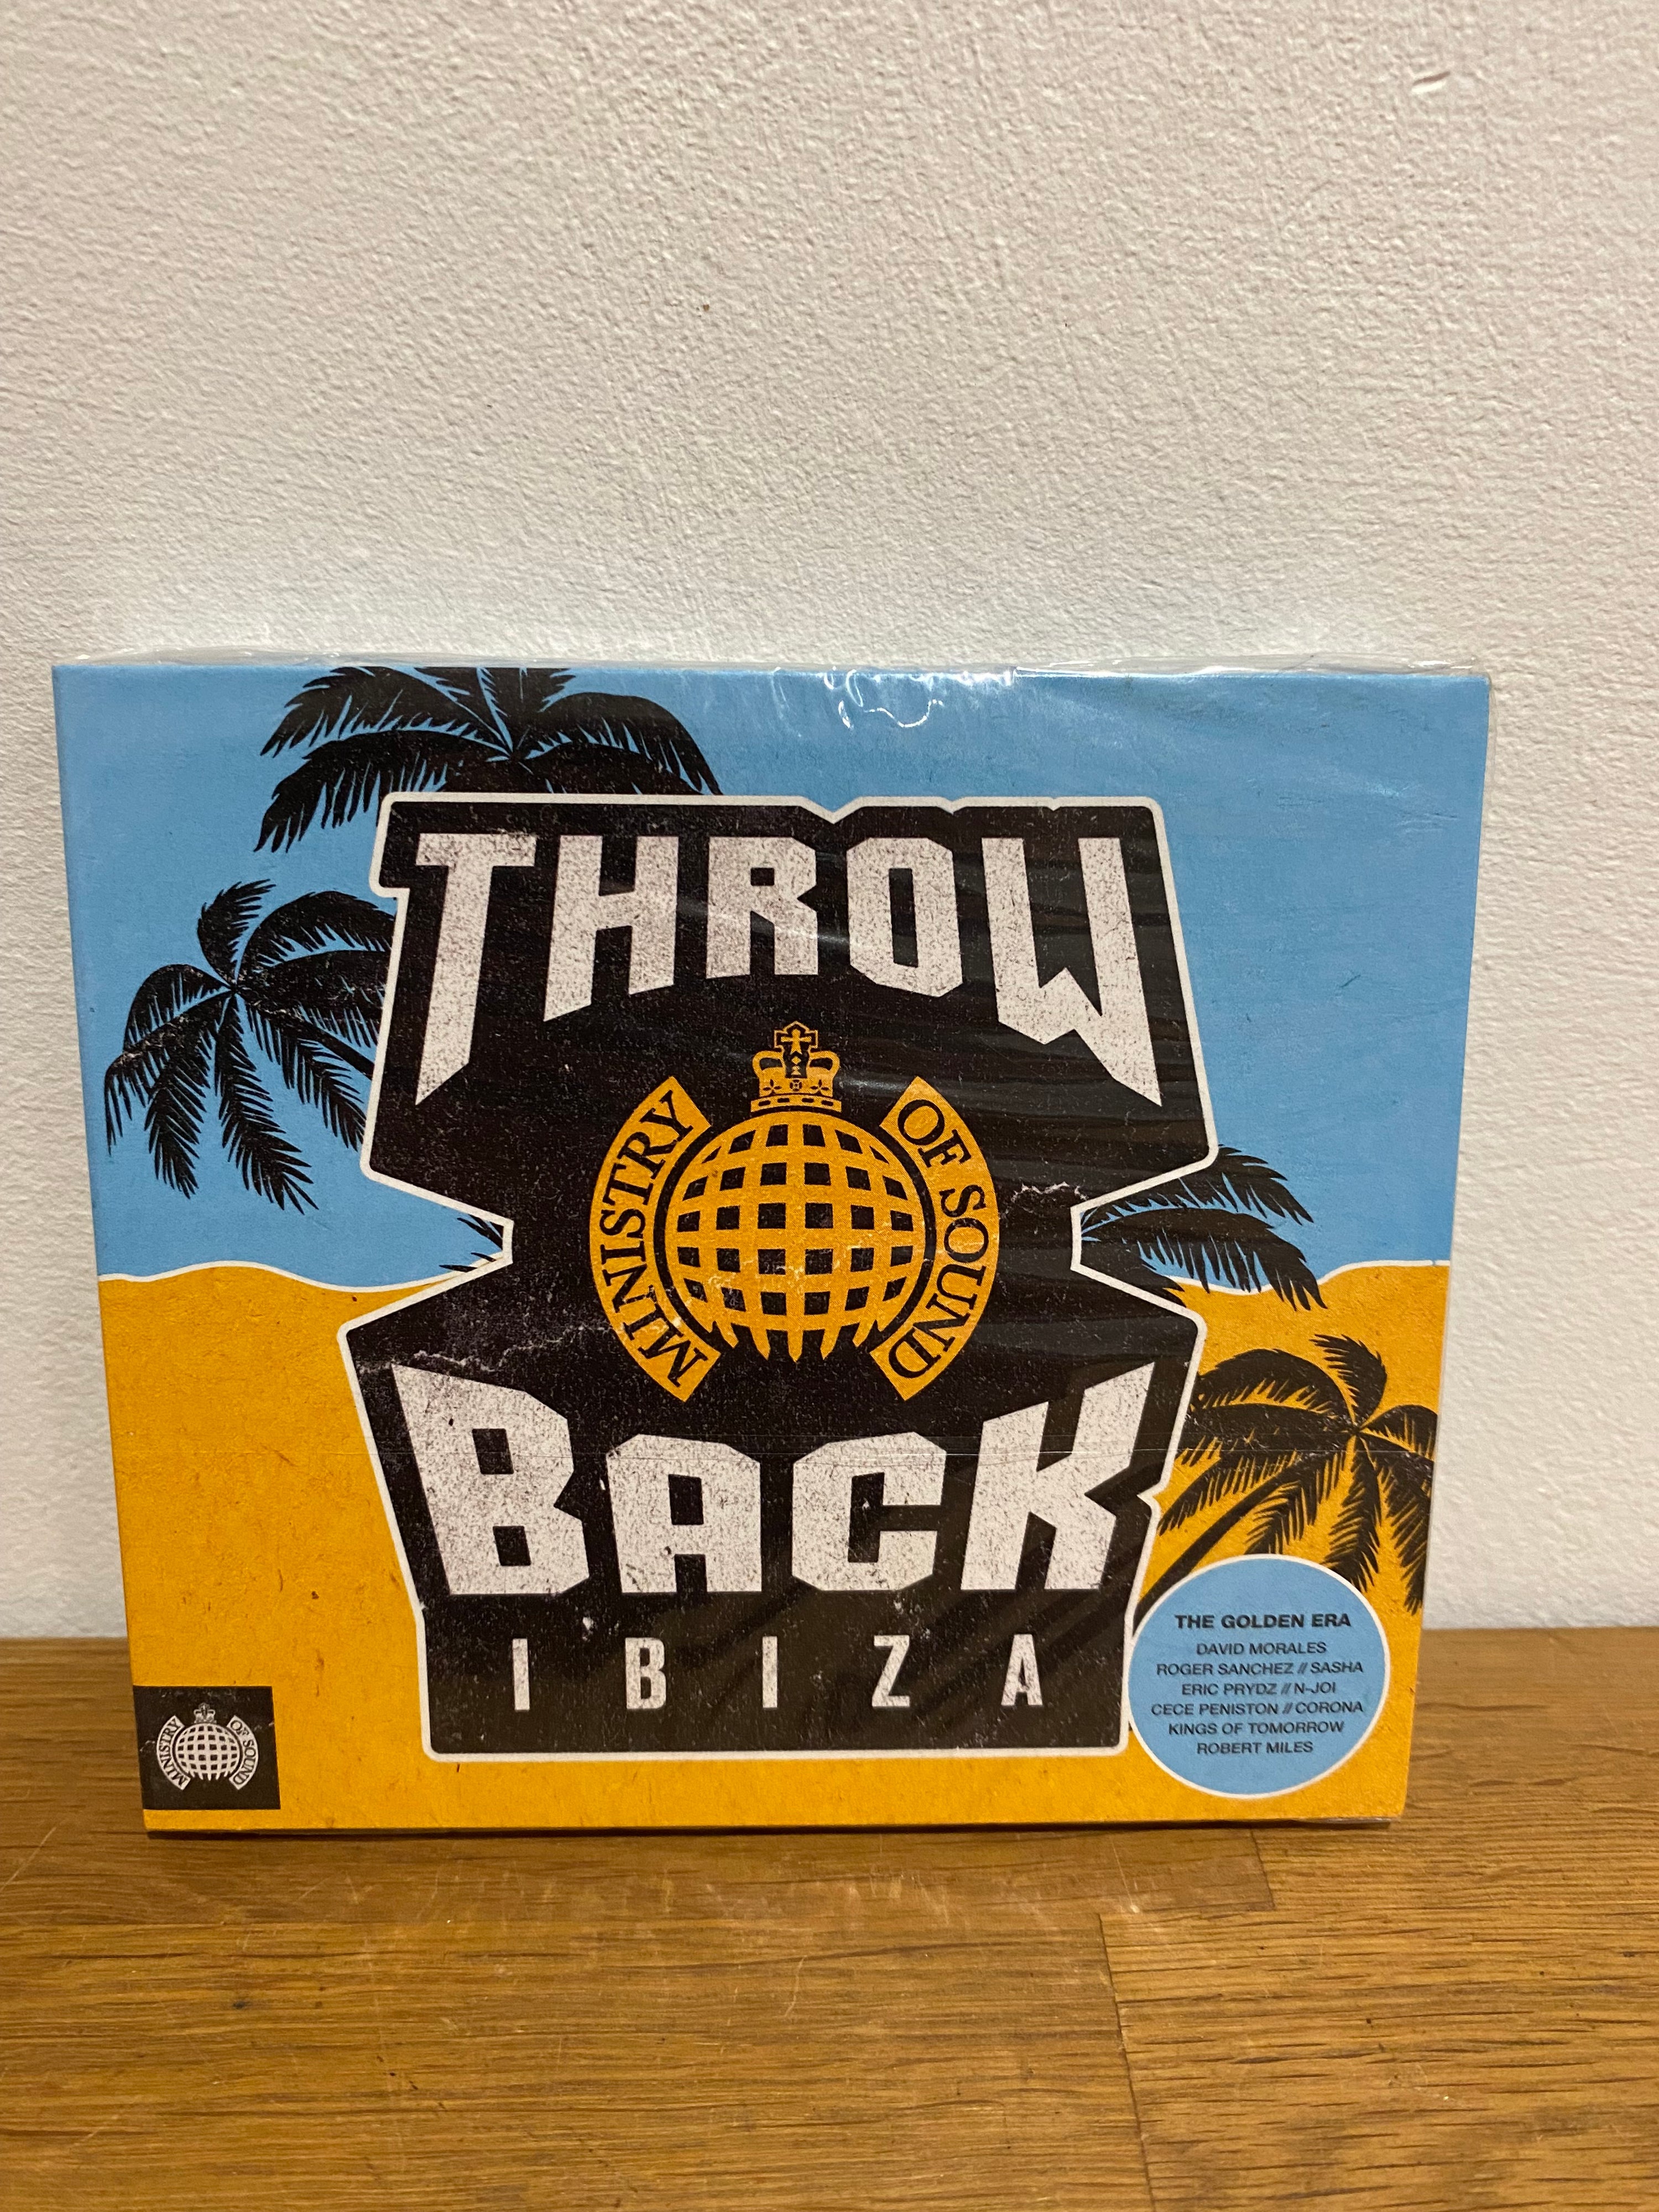 THROW
MINISTRY OF SOUND
BACK
IBIZA
THE GOLDEN ERA
DAVID MORALES
ROGER SANCHEZ // SASHA
ERIC PRYDZ // N-JOI
CECE PENISTON // CORONA
KINGS OF TOMORROW
ROBERT MILES
MINISTRY OF SOUND